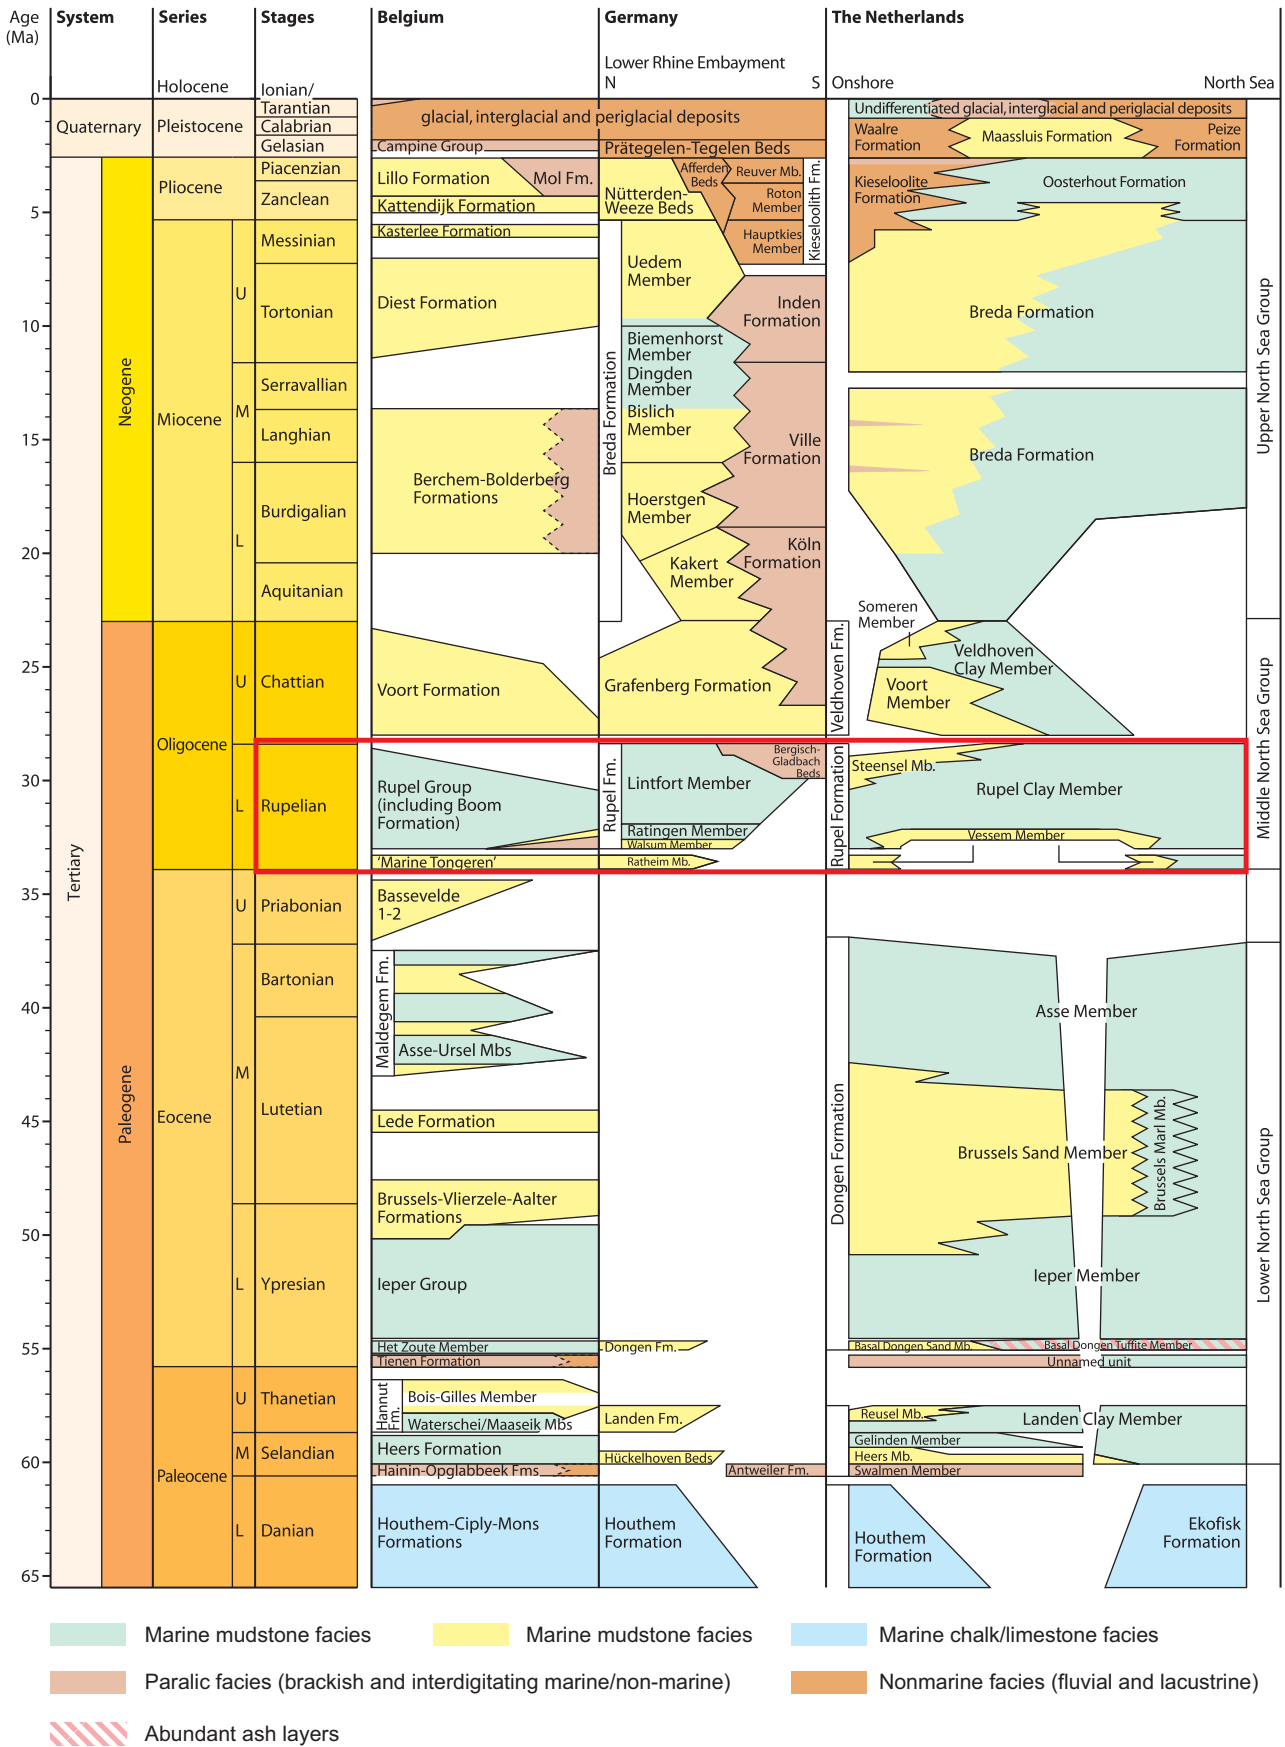 Age
(Ma)
System
Series
Stages
Belgium
Germany
The Netherlands
Lower Rhine Embayment
N
S
Onshore
North Sea
0
5
10
15
20
25
30
35
40
45
50
55
60
65
Quaternary
Tertiary
Neogene
Paleogene
Holocene
Pleistocene
Pliocene
Miocene
Oligocene
Eocene
Paleocene
U
M
L
U
L
U
M
L
U
M
L
Ionian/
Tarantian
Calabrian
Gelasian
Piacenzian
Zanclean
Messinian
Tortonian
Serravallian
Langhian
Burdigalian
Aquitanian
Chattian
Rupelian
Priabonian
Bartonian
Lutetian
Ypresian
Thanetian
Selandian
Danian
glacial, interglacial and periglacial deposits
Campine Group
Lillo Formation
Mol Fm.
Kattendijk Formation
Kasterlee Formation
Diest Formation
Berchem-Bolderberg
Formations
Voort Formation
Rupel Group
(including Boom
Formation)
‘Marine Tongeren’
Bassevelde
1-2
Maldegem Fm.
Asse-Ursel Mbs
Lede Formation
Brussels-Vlierzele-Aalter
Formations
Ieper Group
Het Zoute Member
Tienen Formation
Hannut
Fm.
Bois-Gilles Member
Waterschei/Maaseik Mbs
Heers Formation
Hainin-Opglabbeek Fms
Houthem-Ciply-Mons
Formations
Prätegelen-Tegelen Beds
Afferden
Beds
Reuver Mb.
Nütterden-
Weeze Beds
Roton
Member
Hauptkies
Member
Kieseloolith Fm.
Uedem
Member
Inden
Formation
Biemenhorst
Member
Dingden
Member
Bislich
Member
Breda Formation
Ville
Formation
Hoerstgen
Member
Köln
Formation
Kakert
Member
Grafenberg Formation
Bergisch-
Gladbach
Beds
Rupel Fm.
Lintfort Member
Ratingen Member
Walsum Member
Ratheim Mb.
Dongen Fm.
Landen Fm.
Hückelhoven Beds
Antweiler Fm.
Houthem
Formation
Undifferentiated glacial, interglacial and periglacial deposits
Waalre
Formation
Maassluis Formation
Peize
Formation
Kieseloolite
Formation
Oosterhout Formation
Breda Formation
Breda Formation
Someren
Member
Veldhoven Fm.
Veldhoven
Clay Member
Voort
Member
Rupel Formation
Steensel Mb.
Rupel Clay Member
Vessem Member
Dongen Formation
Asse Member
Brussels Sand Member
Brussels Marl Mb.
Ieper Member
Basal Dongen Sand Mb.
Basal Dongen Tuffite Member
Unnamed unit
Reusel Mb.
Landen Clay Member
Gelinden Member
Heers Mb.
Swalmen Member
Houthem
Formation
Ekofisk
Formation
Upper North Sea Group
Middle North Sea Group
Lower North Sea Group
Marine mudstone facies
Marine mudstone facies
Marine chalk/limestone facies
Paralic facies (brackish and interdigitating marine/non-marine)
Nonmarine facies (fluvial and lacustrine)
Abundant ash layers